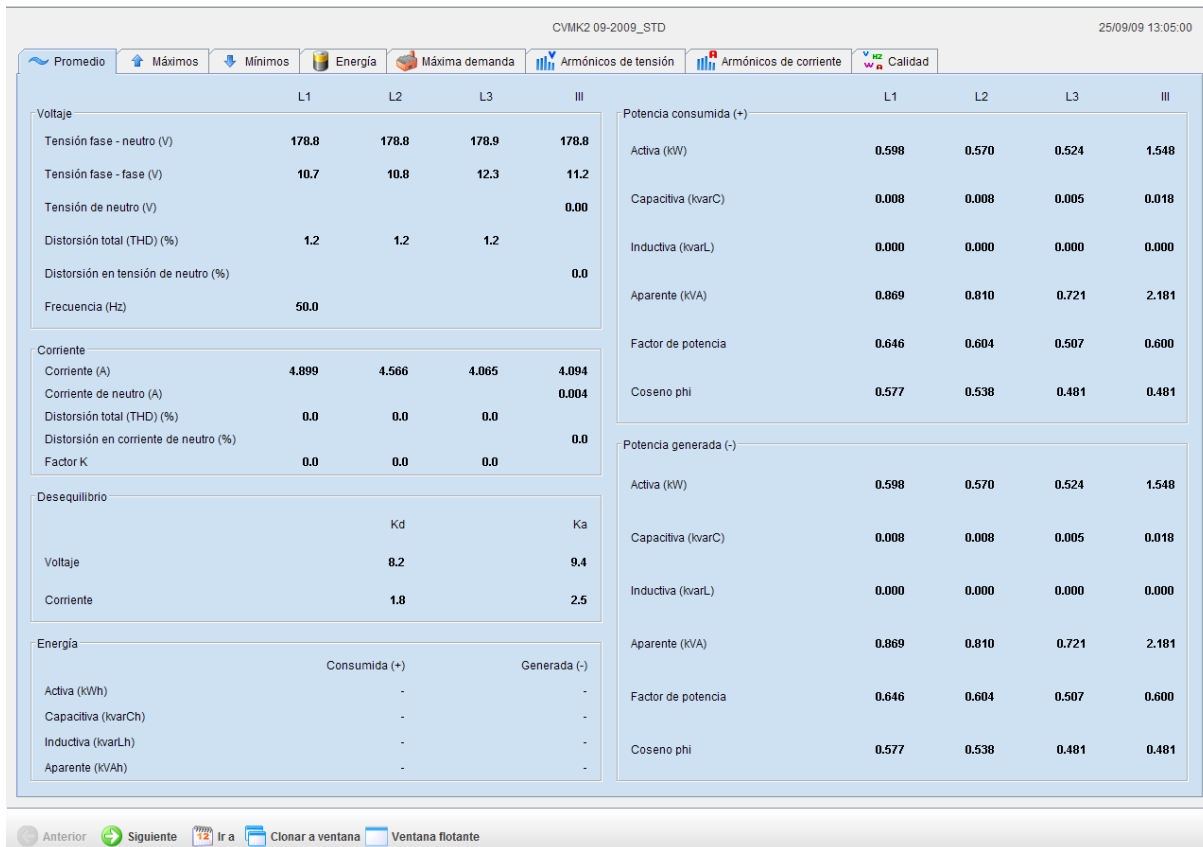 CVMK2 09-2009_STD
25/09/09 13:05:00
Promedio Máximos Mínimos Energía Máxima demanda Armónicos de tensión Armónicos de corriente Calidad
L1 L2 L3 III
Voltaje
Tensión fase - neutro (V) 178.8 178.8 178.9 178.8
Tensión fase - fase (V) 10.7 10.8 12.3 11.2
Tensión de neutro (V) 0.00
Distorsión total (THD) (%) 1.2 1.2 1.2
Distorsión en tensión de neutro (%) 0.0
Frecuencia (Hz) 50.0
Corriente
Corriente (A) 4.899 4.566 4.065 4.094
Corriente de neutro (A) 0.004
Distorsión total (THD) (%) 0.0 0.0 0.0
Distorsión en corriente de neutro (%) 0.0
Factor K 0.0 0.0 0.0
Desequilibrio
Kd Ka
Voltaje 8.2 9.4
Corriente 1.8 2.5
Energía
Consumida (+) Generada (-)
Activa (kWh) - -
Capacitiva (kvarCh) - -
Inductiva (kvarLh) - -
Aparente (kVAh) - -
L1 L2 L3 III
Potencia consumida (+)
Activa (kW) 0.598 0.570 0.524 1.548
Capacitiva (kvarC) 0.008 0.008 0.005 0.018
Inductiva (kvarL) 0.000 0.000 0.000 0.000
Aparente (kVA) 0.869 0.810 0.721 2.181
Factor de potencia 0.646 0.604 0.507 0.600
Coseno phi 0.577 0.538 0.481 0.481
Potencia generada (-)
Activa (kW) 0.598 0.570 0.524 1.548
Capacitiva (kvarC) 0.008 0.008 0.005 0.018
Inductiva (kvarL) 0.000 0.000 0.000 0.000
Aparente (kVA) 0.869 0.810 0.721 2.181
Factor de potencia 0.646 0.604 0.507 0.600
Coseno phi 0.577 0.538 0.481 0.481
Anterior Siguiente 12 Ir a Clonar a ventana Ventana flotante